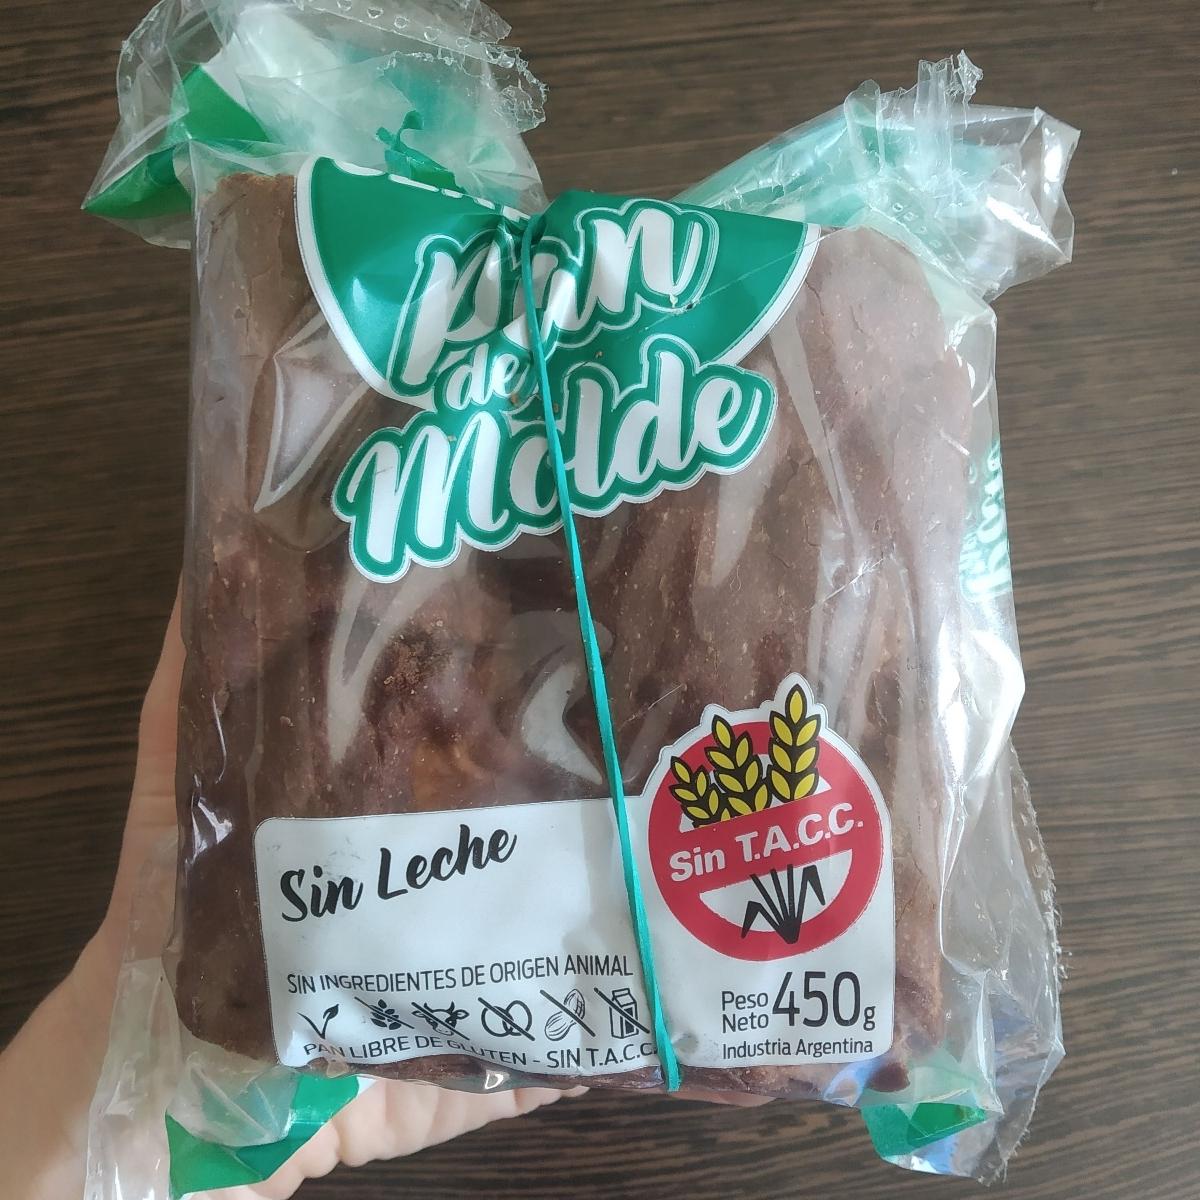 Pan
de
Molde
Sin Leche
Sin T.A.C.C.
SIN INGREDIENTES DE ORIGEN ANIMAL
PAN LIBRE DE GLUTEN - SIN T.A.C.C.
Peso
Neto 450g
Industria Argentina